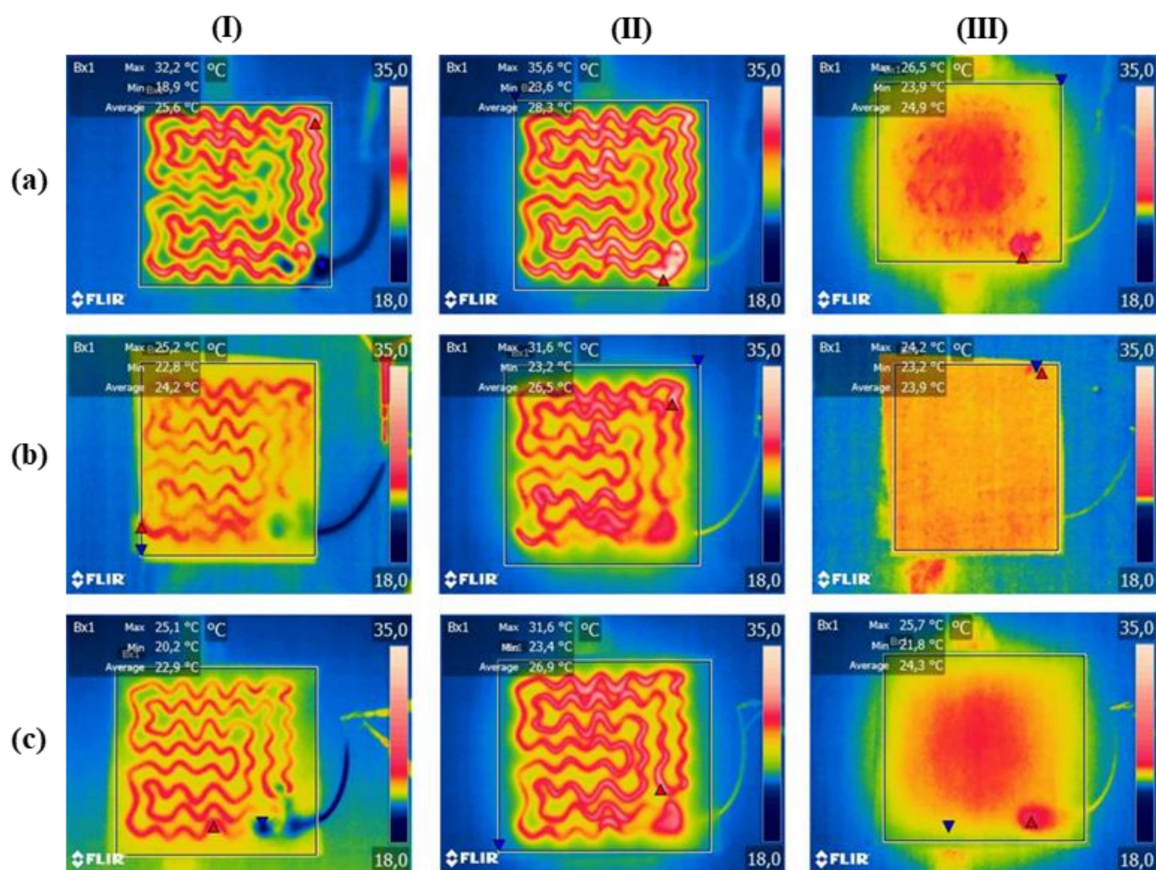 (I) (II) (III)
(a)
Bx1 Max 32,2 °C °C 35,0
Min 18,9 °C
Average 25,6 °C
FLIR 18,0
Bx1 Max 35,6 °C °C 35,0
Min 23,6 °C
Average 28,3 °C
FLIR 18,0
Bx1 Max 26,5 °C °C 35,0
Min 23,9 °C
Average 24,9 °C
FLIR 18,0
(b)
Bx1 Max 25,2 °C °C 35,0
Min 22,8 °C
Average 24,2 °C
FLIR 18,0
Bx1 Max 31,6 °C °C 35,0
Min 23,2 °C
Average 26,5 °C
FLIR 18,0
Bx1 Max 24,2 °C °C 35,0
Min 23,2 °C
Average 23,9 °C
FLIR 18,0
(c)
Bx1 Max 25,1 °C °C 35,0
Min 20,2 °C
Bx1
Average 22,9 °C
FLIR 18,0
Bx1 Max 31,6 °C °C 35,0
Min 23,4 °C
Average 26,9 °C
FLIR 18,0
Bx1 Max 25,7 °C °C 35,0
Min 21,8 °C
Average 24,3 °C
FLIR 18,0